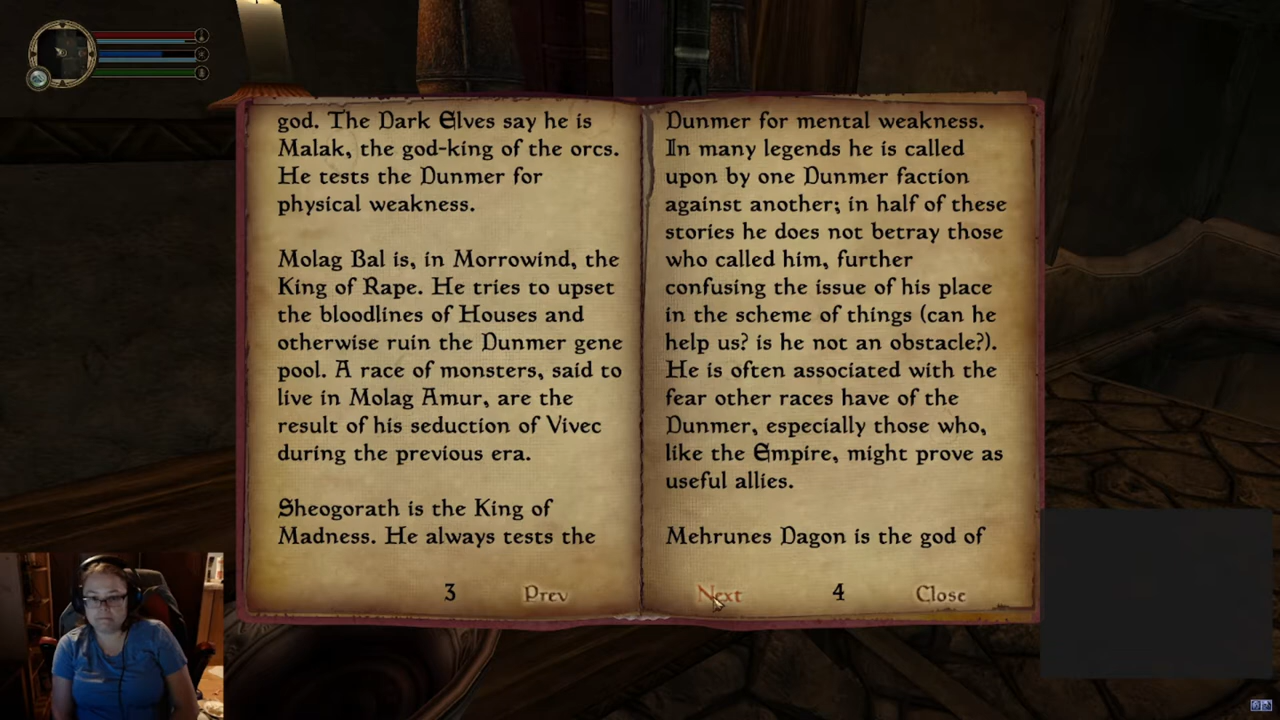 god. The Dark Elves say he is
Malak, the god-king of the orcs.
He tests the Dunmer for
physical weakness.
Molag Bal is, in Morrowind, the
King of Rape. He tries to upset
the bloodlines of Houses and
otherwise ruin the Dunmer gene
pool. A race of monsters, said to
live in Molag Amur, are the
result of his seduction of Vivec
during the previous era.
Sheogorath is the King of
Madness. He always tests the
3
Prev
Dunmer for mental weakness.
In many legends he is called
upon by one Dunmer faction
against another; in half of these
stories he does not betray those
who called him, further
confusing the issue of his place
in the scheme of things (can he
help us? is he not an obstacle?).
He is often associated with the
fear other races have of the
Dunmer, especially those who,
like the Empire, might prove as
useful allies.
Mehrunes Dagon is the god of
Next
4
Close